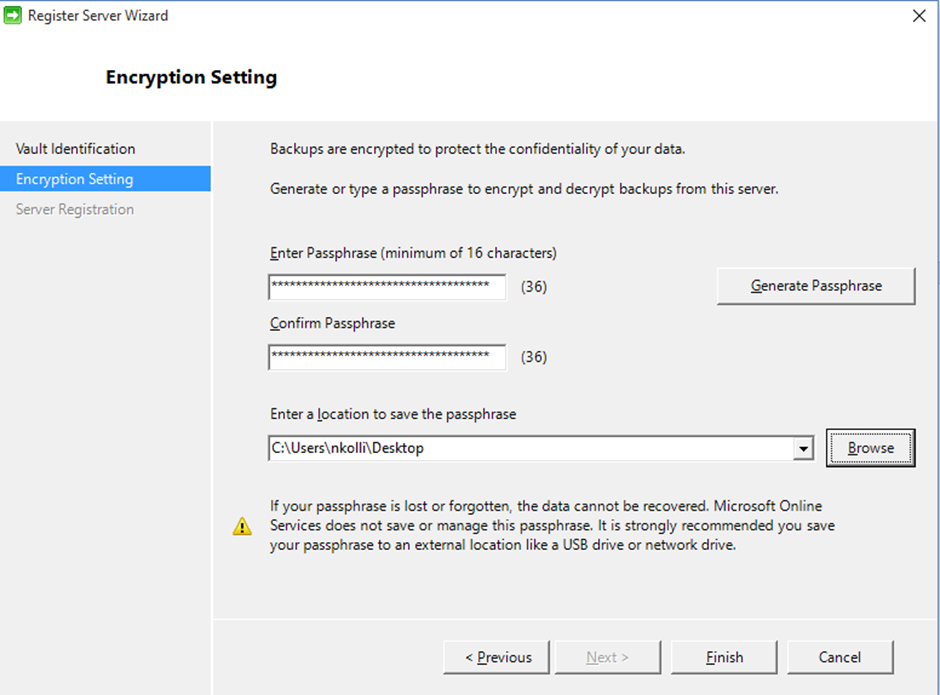 Register Server Wizard
Encryption Setting
Vault Identification
Encryption Setting
Server Registration
Backups are encrypted to protect the confidentiality of your data.
Generate or type a passphrase to encrypt and decrypt backups from this server.
Enter Passphrase (minimum of 16 characters)
************************************ (36)
Generate Passphrase
Confirm Passphrase
************************************ (36)
Enter a location to save the passphrase
C:\Users\nkolli\Desktop
Browse
If your passphrase is lost or forgotten, the data cannot be recovered. Microsoft Online
Services does not save or manage this passphrase. It is strongly recommended you save
your passphrase to an external location like a USB drive or network drive.
< Previous
Next >
Finish
Cancel